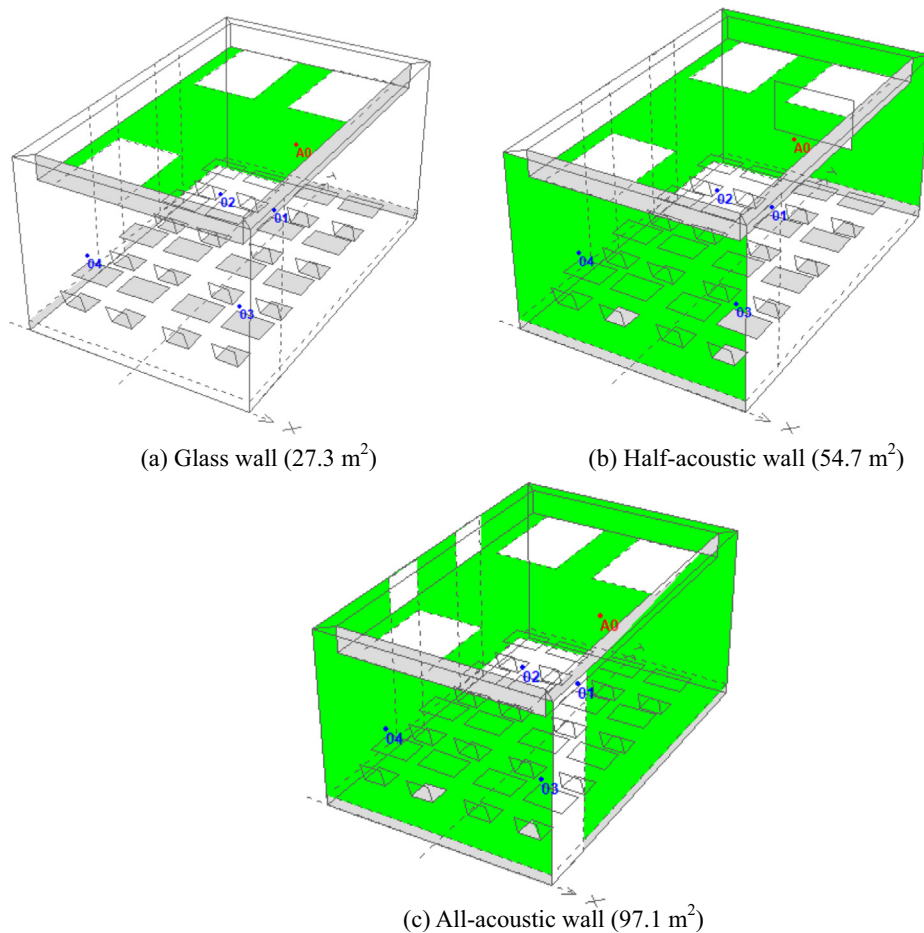 A0
02
01
04
03
X
(a) Glass wall (27.3 m²)
A0
02
01
04
03
X
(b) Half-acoustic wall (54.7 m²)
A0
02
01
04
03
X
(c) All-acoustic wall (97.1 m²)